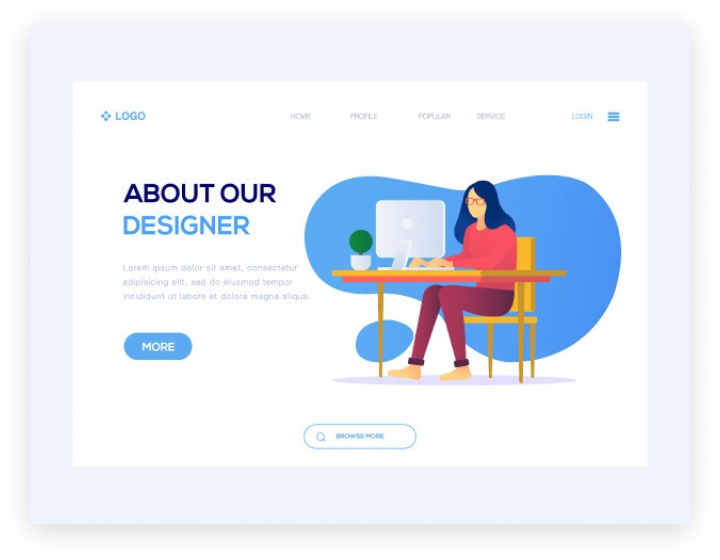 LOGO
HOME PROFILE POPULAR SERVICE LOGIN
ABOUT OUR
DESIGNER
Lorem ipsum dolor sit amet, consectetur
adipisicing elit, sed do eiusmod tempor
incididunt ut labore et dolore magna aliqua.
MORE
BROWSE MORE